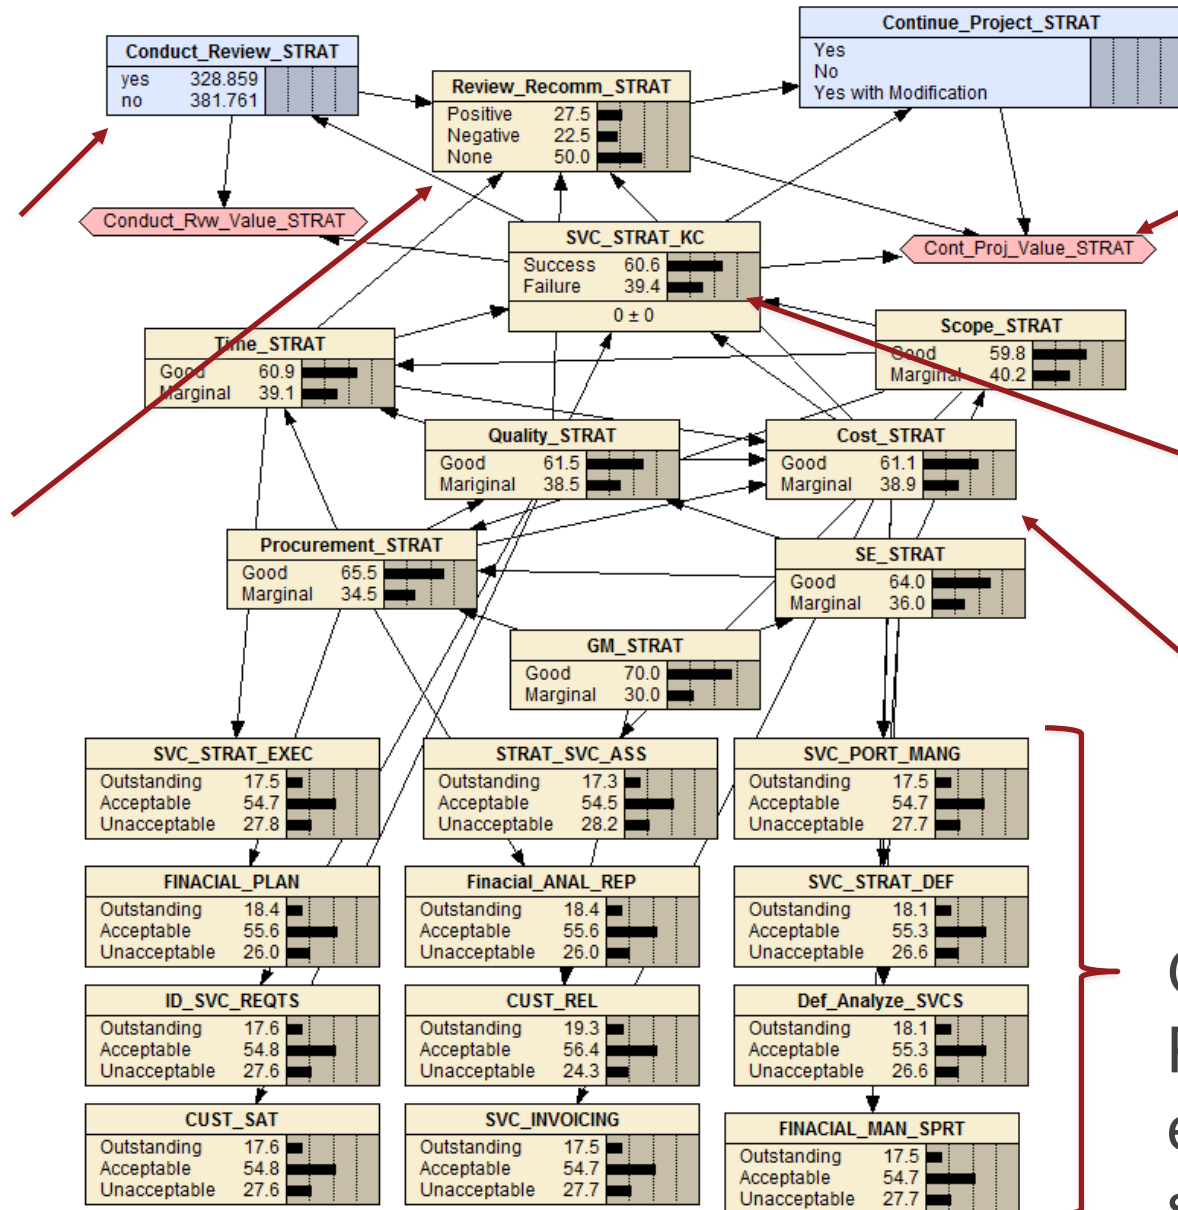 Continue_Project_STRAT
Yes
No
Yes with Modification
Conduct_Review_STRAT
yes 328.859
no 381.761
Review_Recomm_STRAT
Positive 27.5
Negative 22.5
None 50.0
Conduct_Rvw_Value_STRAT
Cont_Proj_Value_STRAT
SVC_STRAT_KC
Success 60.6
Failure 39.4
0 ± 0
Scope_STRAT
Good 59.8
Marginal 40.2
Time_STRAT
Good 60.9
Marginal 39.1
Quality_STRAT
Good 61.5
Mariginal 38.5
Cost_STRAT
Good 61.1
Marginal 38.9
Procurement_STRAT
Good 65.5
Marginal 34.5
SE_STRAT
Good 64.0
Marginal 36.0
GM_STRAT
Good 70.0
Marginal 30.0
SVC_STRAT_EXEC
Outstanding 17.5
Acceptable 54.7
Unacceptable 27.8
STRAT_SVC_ASS
Outstanding 17.3
Acceptable 54.5
Unacceptable 28.2
SVC_PORT_MANG
Outstanding 17.5
Acceptable 54.7
Unacceptable 27.7
FINACIAL_PLAN
Outstanding 18.4
Acceptable 55.6
Unacceptable 26.0
Finacial_ANAL_REP
Outstanding 18.4
Acceptable 55.6
Unacceptable 26.0
SVC_STRAT_DEF
Outstanding 18.1
Acceptable 55.3
Unacceptable 26.6
ID_SVC_REQTS
Outstanding 17.6
Acceptable 54.8
Unacceptable 27.6
CUST_REL
Outstanding 19.3
Acceptable 56.4
Unacceptable 24.3
Def_Analyze_SVCS
Outstanding 18.1
Acceptable 55.3
Unacceptable 26.6
CUST_SAT
Outstanding 17.6
Acceptable 54.8
Unacceptable 27.6
SVC_INVOICING
Outstanding 17.5
Acceptable 54.7
Unacceptable 27.7
FINACIAL_MAN_SPRT
Outstanding 17.5
Acceptable 54.7
Unacceptable 27.7